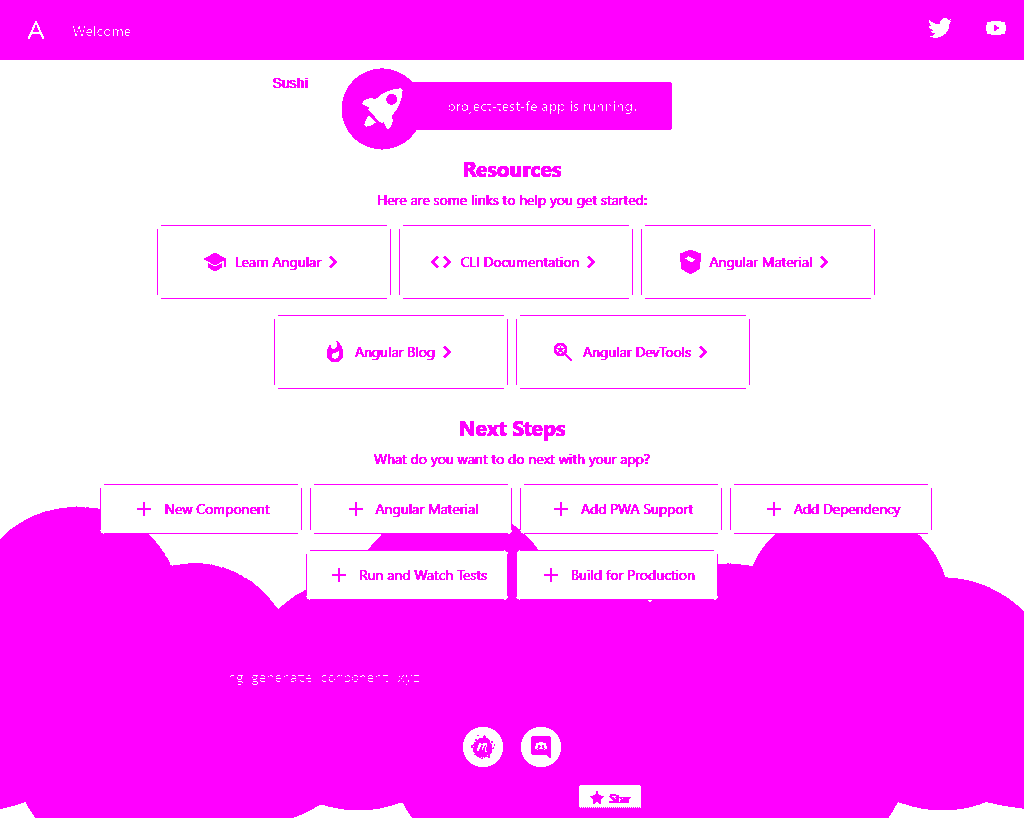 A Welcome
Sushi
project-test-fe app is running.
Resources
Here are some links to help you get started:
Learn Angular
CLI Documentation
Angular Material
Angular Blog
Angular DevTools
Next Steps
What do you want to do next with your app?
New Component
Angular Material
Add PWA Support
Add Dependency
Run and Watch Tests
Build for Production
ng generate component xyz
Star